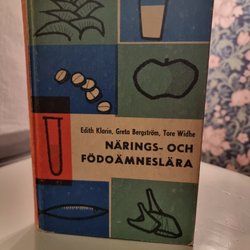 Edith Klarin, Greta Bergström, Tore Widhe
NÄRINGS- OCH
FÖDOÄMNESLÄRA